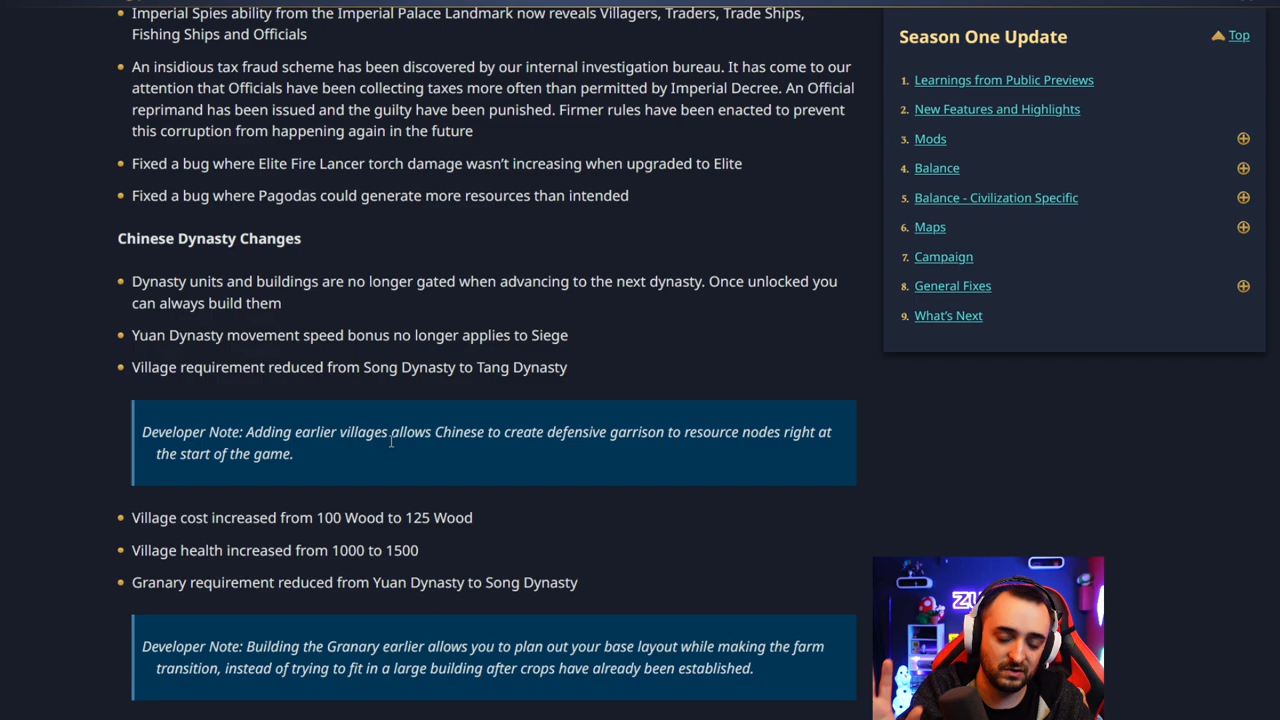 Imperial Spies ability from the Imperial Palace Landmark now reveals Villagers, Traders, Trade Ships,
Fishing Ships and Officials
An insidious tax fraud scheme has been discovered by our internal investigation bureau. It has come to our
attention that Officials have been collecting taxes more often than permitted by Imperial Decree. An Official
reprimand has been issued and the guilty have been punished. Firmer rules have been enacted to prevent
this corruption from happening again in the future
Fixed a bug where Elite Fire Lancer torch damage wasn't increasing when upgraded to Elite
Fixed a bug where Pagodas could generate more resources than intended
Chinese Dynasty Changes
Dynasty units and buildings are no longer gated when advancing to the next dynasty. Once unlocked you
can always build them
Yuan Dynasty movement speed bonus no longer applies to Siege
Village requirement reduced from Song Dynasty to Tang Dynasty
Developer Note: Adding earlier villages allows Chinese to create defensive garrison to resource nodes right at
the start of the game.
Village cost increased from 100 Wood to 125 Wood
Village health increased from 1000 to 1500
Granary requirement reduced from Yuan Dynasty to Song Dynasty
Developer Note: Building the Granary earlier allows you to plan out your base layout while making the farm
transition, instead of trying to fit in a large building after crops have already been established.
Season One Update
Top
1. Learnings from Public Previews
2. New Features and Highlights
3. Mods
4. Balance
5. Balance - Civilization Specific
6. Maps
7. Campaign
8. General Fixes
9. What's Next